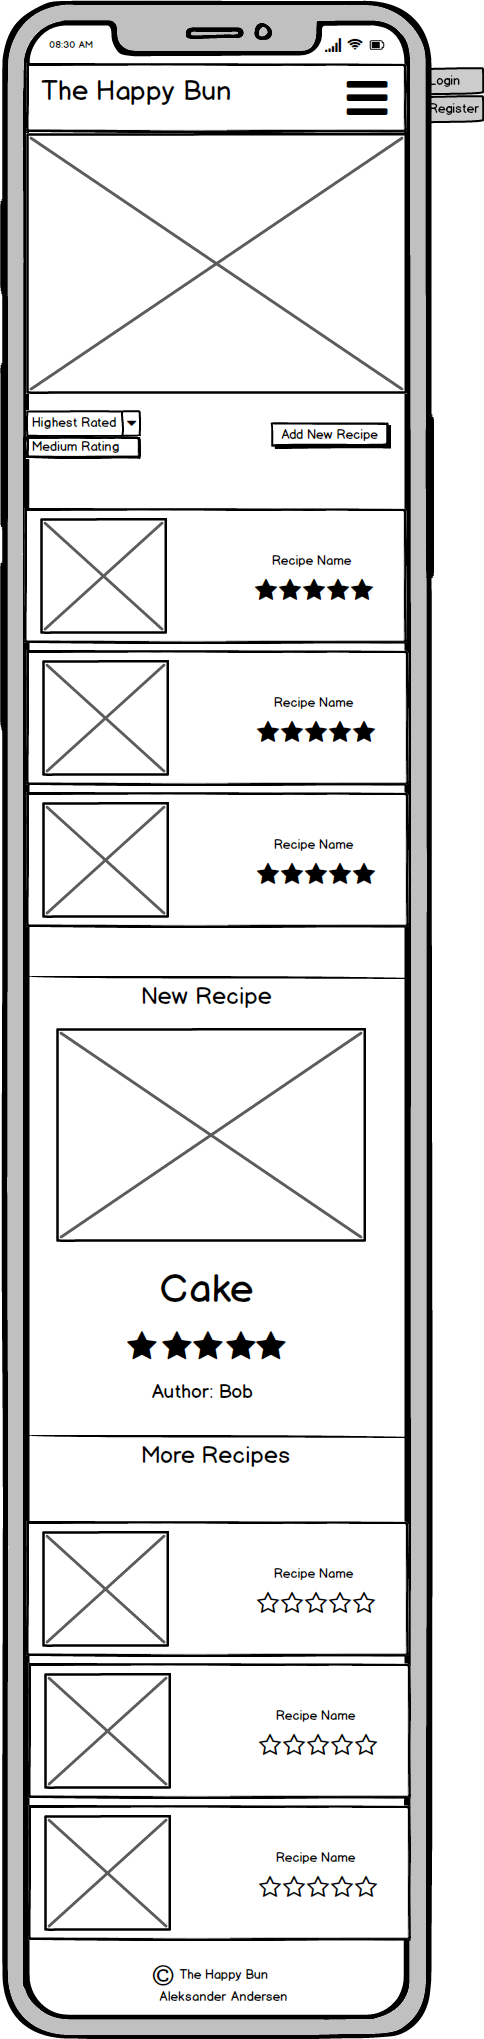 08:30 AM
The Happy Bun
Login
Register
Highest Rated
Medium Rating
Add New Recipe
Recipe Name
Recipe Name
Recipe Name
New Recipe
Cake
Author: Bob
More Recipes
Recipe Name
Recipe Name
Recipe Name
© The Happy Bun
Aleksander Andersen